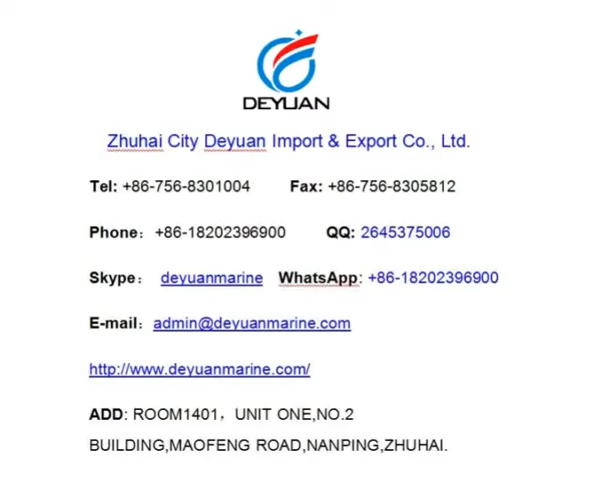 DEYUAN
Zhuhai City Deyuan Import & Export Co., Ltd.
Tel: +86-756-8301004 Fax: +86-756-8305812
Phone：+86-18202396900 QQ: 2645375006
Skype： deyuanmarine WhatsApp: +86-18202396900
E-mail：admin@deyuanmarine.com
http://www.deyuanmarine.com/
ADD: ROOM1401，UNIT ONE,NO.2
BUILDING,MAOFENG ROAD,NANPING,ZHUHAI.